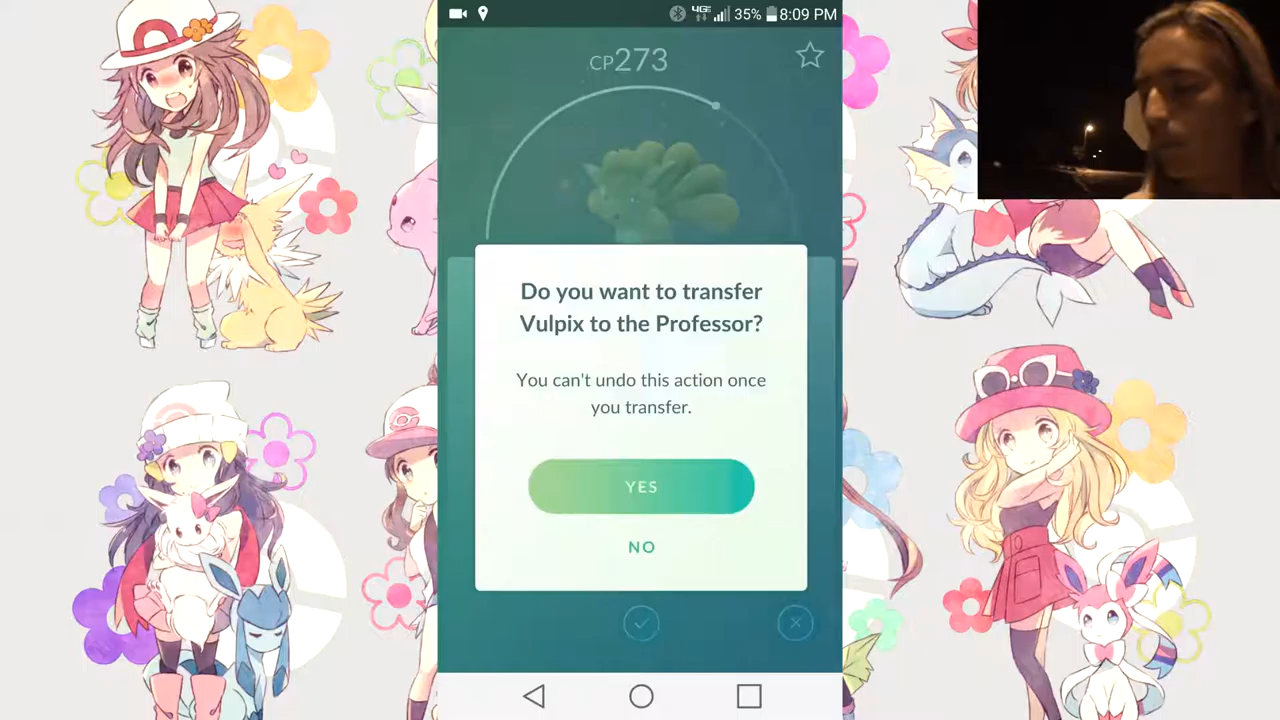 4GE 35% 8:09 PM
CP273
Do you want to transfer
Vulpix to the Professor?
You can't undo this action once
you transfer.
YES
NO